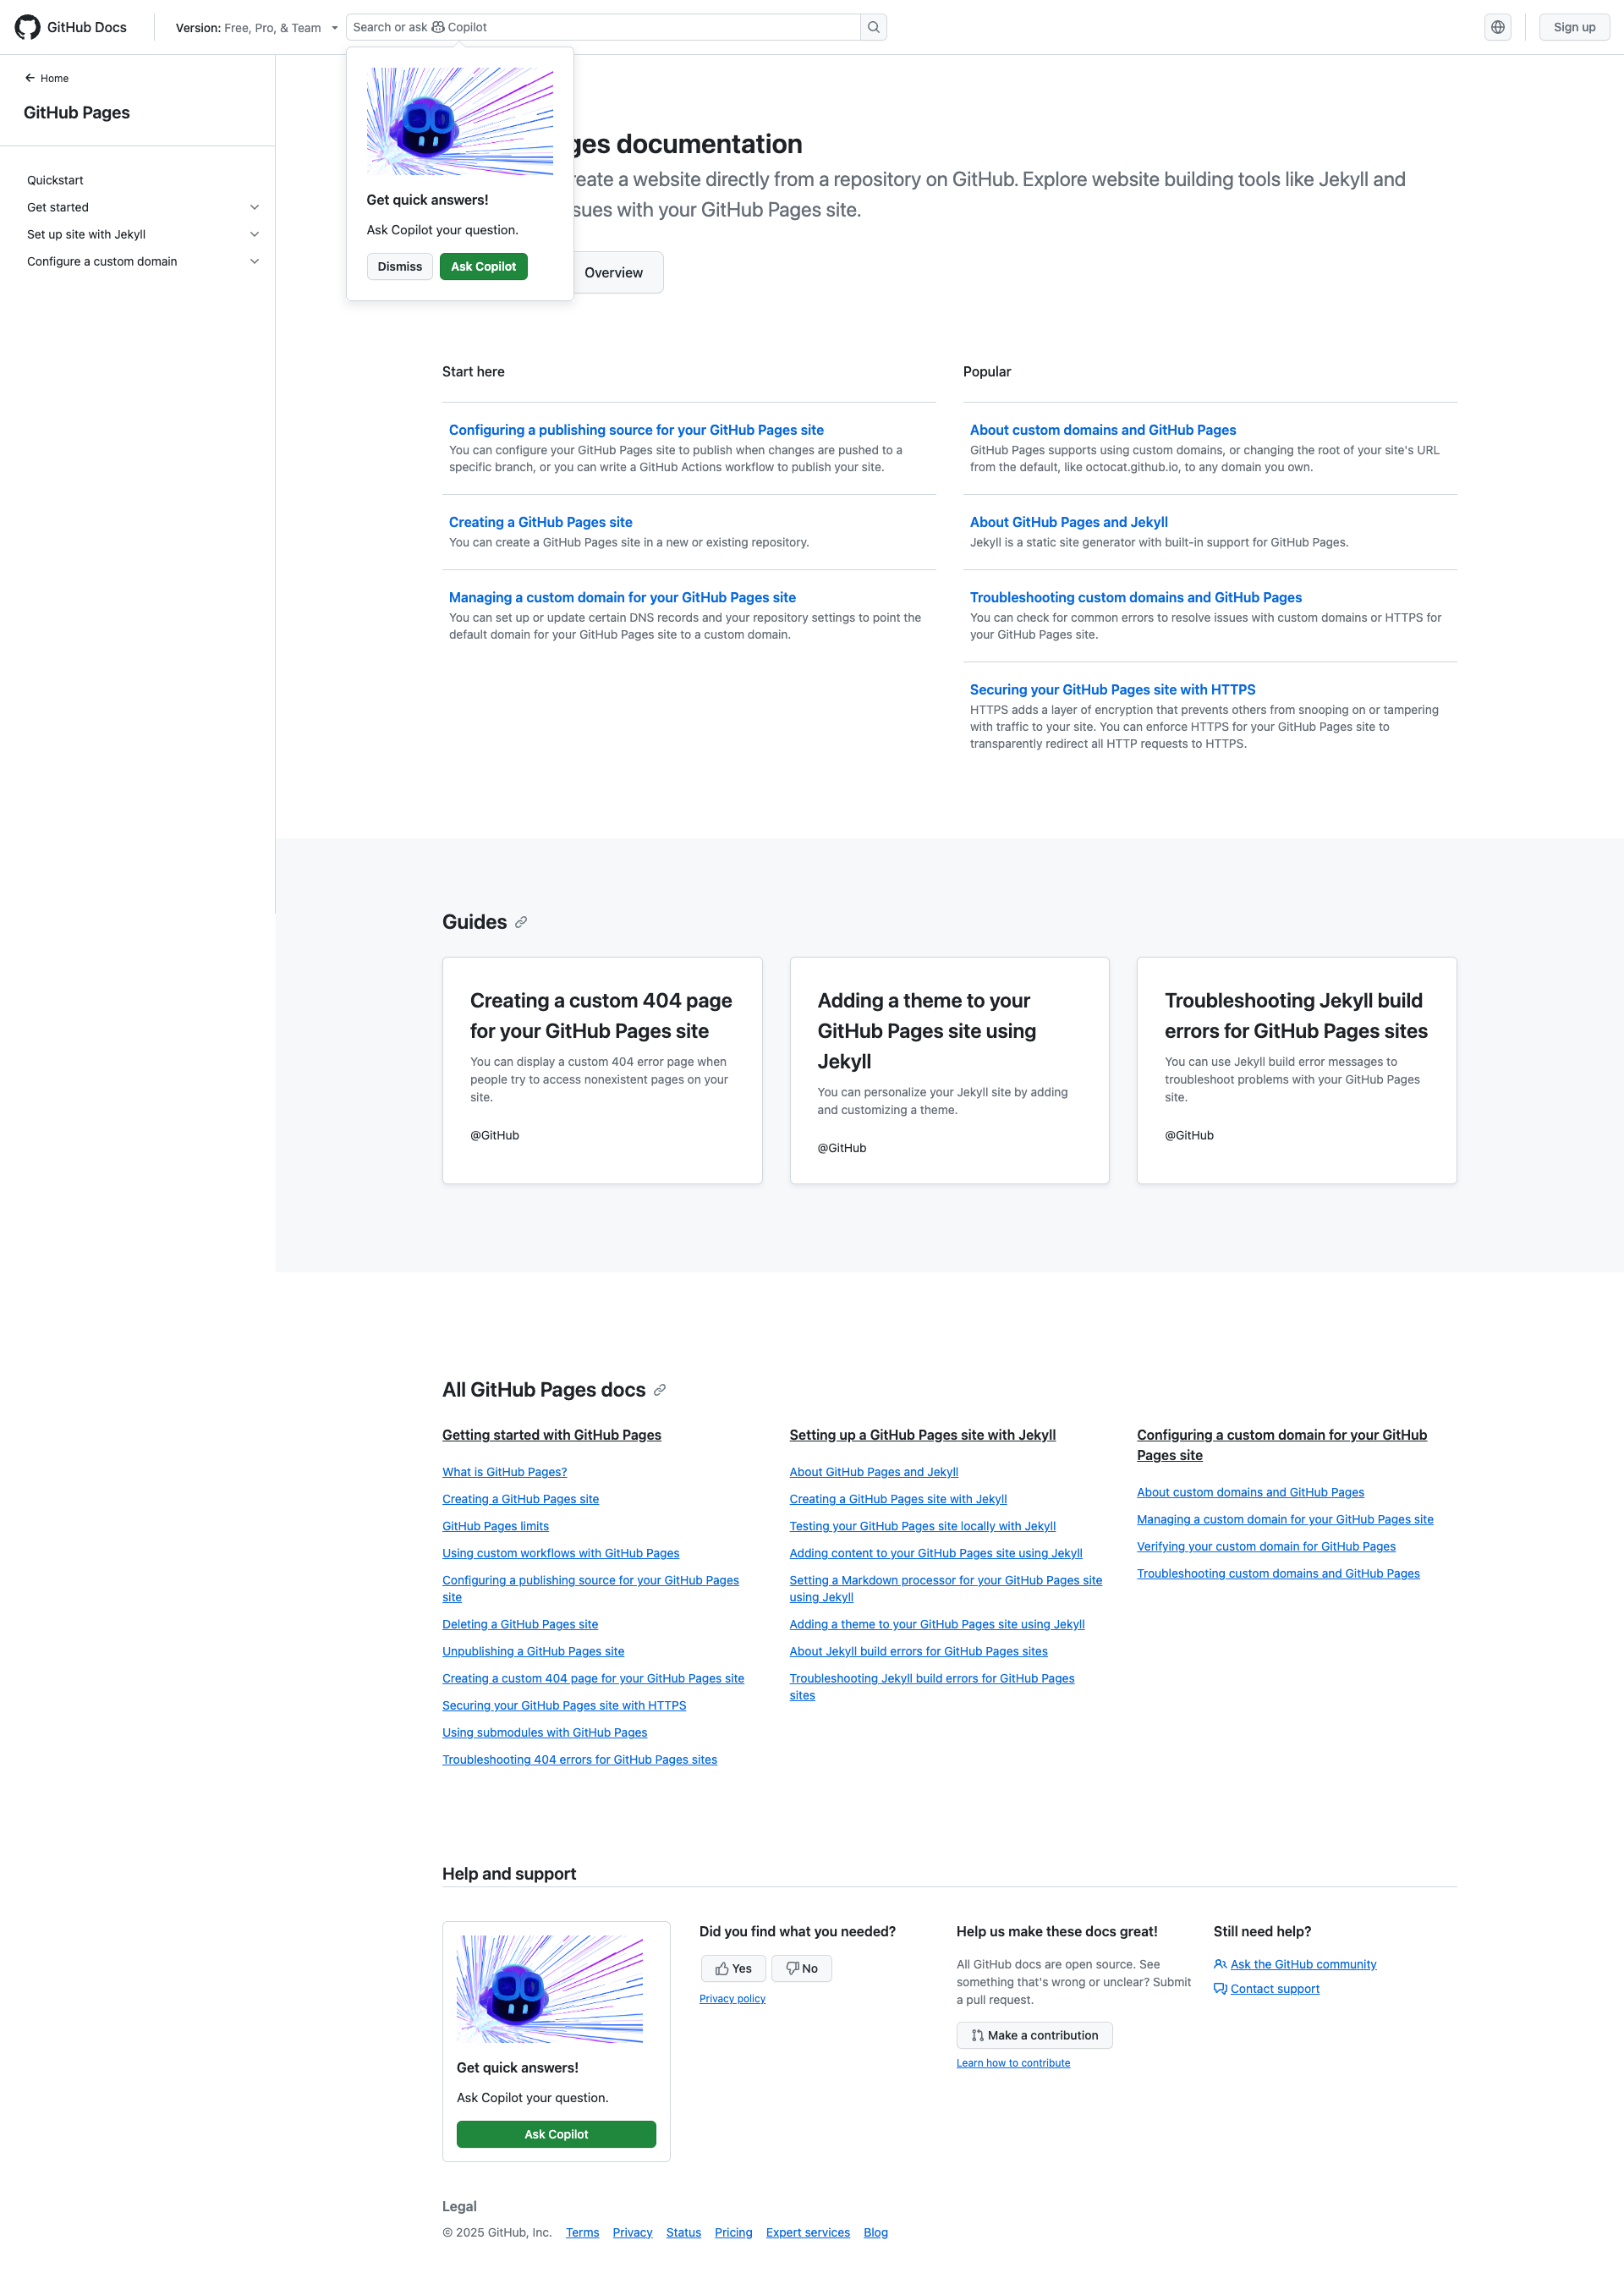 GitHub Docs
Version: Free, Pro, & Team
Search or ask Copilot
Sign up
Home
GitHub Pages
Quickstart
Get started
Set up site with Jekyll
Configure a custom domain
Get quick answers!
Ask Copilot your question.
Dismiss
Ask Copilot
ges documentation
reate a website directly from a repository on GitHub. Explore website building tools like Jekyll and
sues with your GitHub Pages site.
Overview
Start here
Configuring a publishing source for your GitHub Pages site
You can configure your GitHub Pages site to publish when changes are pushed to a
specific branch, or you can write a GitHub Actions workflow to publish your site.
Creating a GitHub Pages site
You can create a GitHub Pages site in a new or existing repository.
Managing a custom domain for your GitHub Pages site
You can set up or update certain DNS records and your repository settings to point the
default domain for your GitHub Pages site to a custom domain.
Popular
About custom domains and GitHub Pages
GitHub Pages supports using custom domains, or changing the root of your site's URL
from the default, like octocat.github.io, to any domain you own.
About GitHub Pages and Jekyll
Jekyll is a static site generator with built-in support for GitHub Pages.
Troubleshooting custom domains and GitHub Pages
You can check for common errors to resolve issues with custom domains or HTTPS for
your GitHub Pages site.
Securing your GitHub Pages site with HTTPS
HTTPS adds a layer of encryption that prevents others from snooping on or tampering
with traffic to your site. You can enforce HTTPS for your GitHub Pages site to
transparently redirect all HTTP requests to HTTPS.
Guides
Creating a custom 404 page
for your GitHub Pages site
You can display a custom 404 error page when
people try to access nonexistent pages on your
site.
@GitHub
Adding a theme to your
GitHub Pages site using
Jekyll
You can personalize your Jekyll site by adding
and customizing a theme.
@GitHub
Troubleshooting Jekyll build
errors for GitHub Pages sites
You can use Jekyll build error messages to
troubleshoot problems with your GitHub Pages
site.
@GitHub
All GitHub Pages docs
Getting started with GitHub Pages
What is GitHub Pages?
Creating a GitHub Pages site
GitHub Pages limits
Using custom workflows with GitHub Pages
Configuring a publishing source for your GitHub Pages
site
Deleting a GitHub Pages site
Unpublishing a GitHub Pages site
Creating a custom 404 page for your GitHub Pages site
Securing your GitHub Pages site with HTTPS
Using submodules with GitHub Pages
Troubleshooting 404 errors for GitHub Pages sites
Setting up a GitHub Pages site with Jekyll
About GitHub Pages and Jekyll
Creating a GitHub Pages site with Jekyll
Testing your GitHub Pages site locally with Jekyll
Adding content to your GitHub Pages site using Jekyll
Setting a Markdown processor for your GitHub Pages site
using Jekyll
Adding a theme to your GitHub Pages site using Jekyll
About Jekyll build errors for GitHub Pages sites
Troubleshooting Jekyll build errors for GitHub Pages
sites
Configuring a custom domain for your GitHub
Pages site
About custom domains and GitHub Pages
Managing a custom domain for your GitHub Pages site
Verifying your custom domain for GitHub Pages
Troubleshooting custom domains and GitHub Pages
Help and support
Get quick answers!
Ask Copilot your question.
Ask Copilot
Did you find what you needed?
Yes
No
Privacy policy
Help us make these docs great!
All GitHub docs are open source. See
something that's wrong or unclear? Submit
a pull request.
Make a contribution
Learn how to contribute
Still need help?
Ask the GitHub community
Contact support
Legal
© 2025 GitHub, Inc. Terms Privacy Status Pricing Expert services Blog